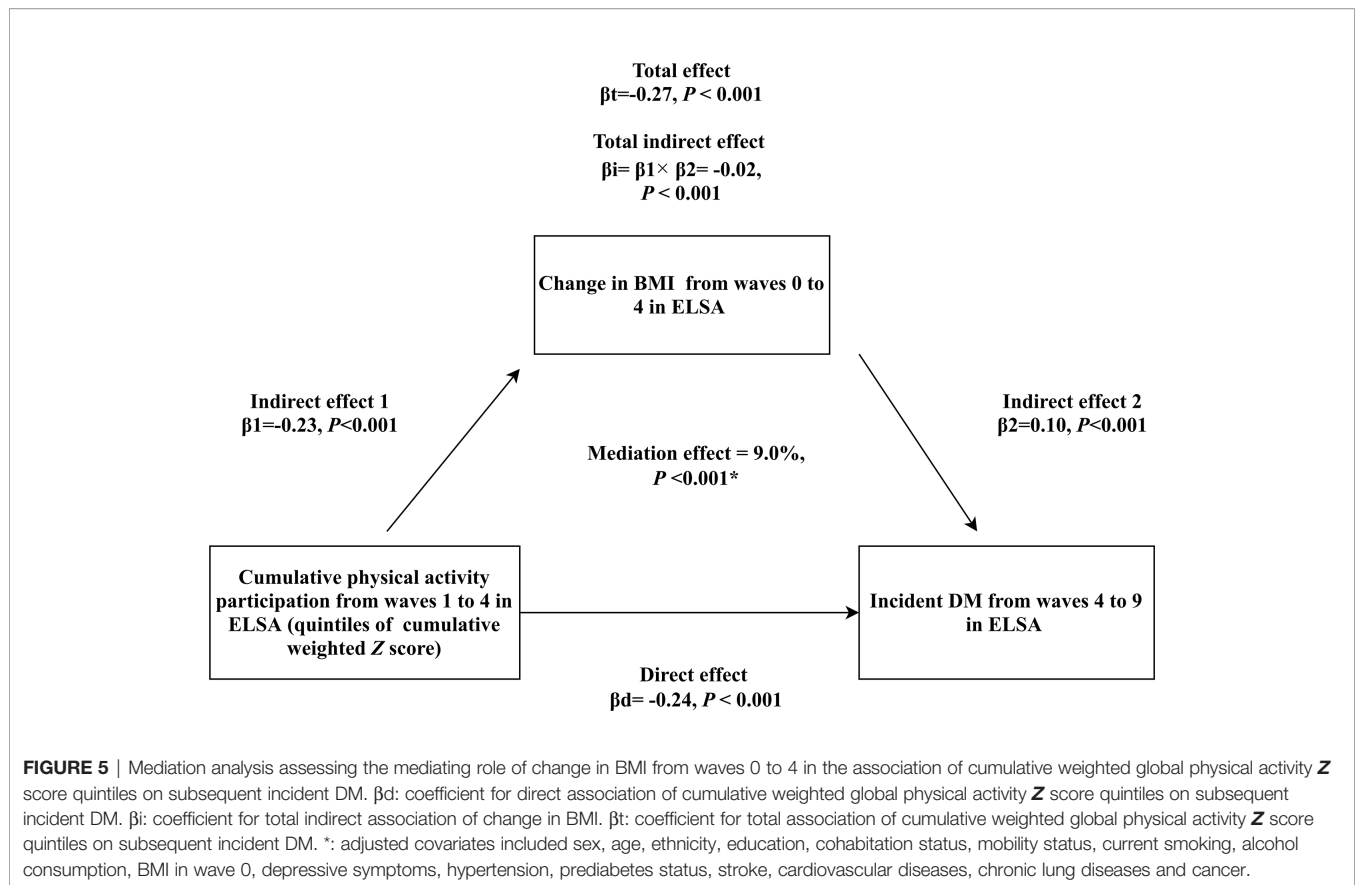 Total effect
βt=-0.27, P < 0.001
Total indirect effect
βi= β1× β2= -0.02,
P < 0.001
Change in BMI from waves 0 to
4 in ELSA
Indirect effect 1
β1=-0.23, P<0.001
Indirect effect 2
β2=0.10, P<0.001
Mediation effect = 9.0%,
P <0.001*
Cumulative physical activity
participation from waves 1 to 4 in
ELSA (quintiles of cumulative
weighted Z score)
Incident DM from waves 4 to 9
in ELSA
Direct effect
βd= -0.24, P < 0.001
FIGURE 5 | Mediation analysis assessing the mediating role of change in BMI from waves 0 to 4 in the association of cumulative weighted global physical activity Z
score quintiles on subsequent incident DM. βd: coefficient for direct association of cumulative weighted global physical activity Z score quintiles on subsequent
incident DM. βi: coefficient for total indirect association of change in BMI. βt: coefficient for total association of cumulative weighted global physical activity Z score
quintiles on subsequent incident DM. *: adjusted covariates included sex, age, ethnicity, education, cohabitation status, mobility status, current smoking, alcohol
consumption, BMI in wave 0, depressive symptoms, hypertension, prediabetes status, stroke, cardiovascular diseases, chronic lung diseases and cancer.